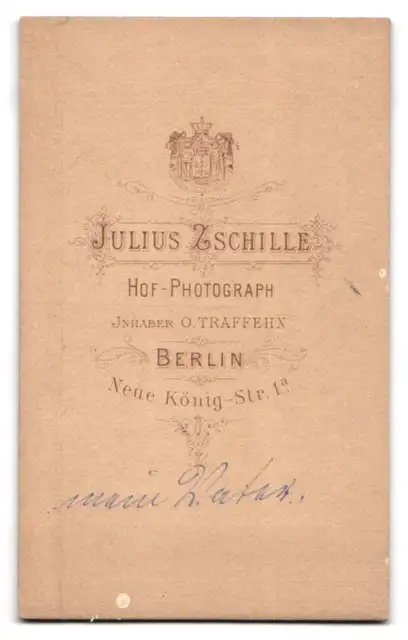 JULIUS ZSCHILLE
HOF-PHOTOGRAPH
JNHABER O. TRAFFEHN
BERLIN
Neue König-Str. 1a
mein Vater.